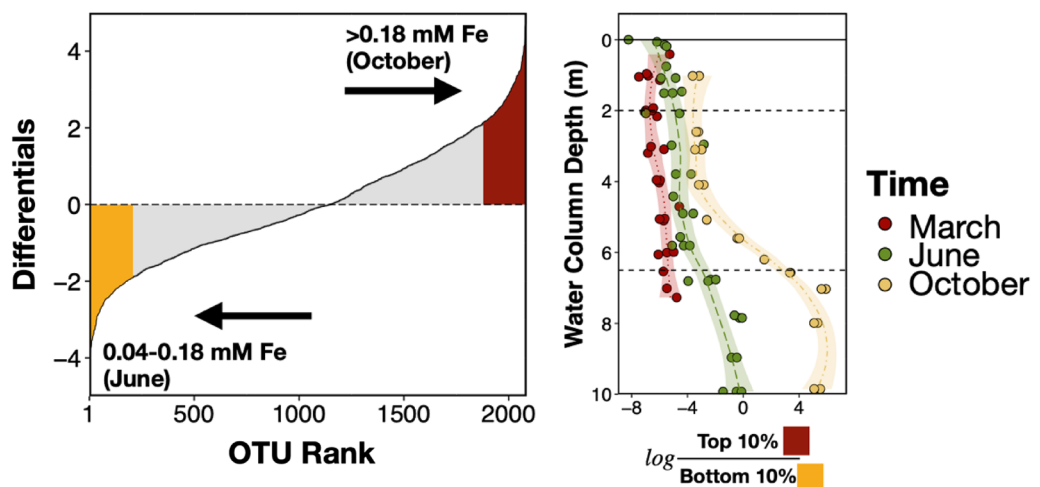 >0.18 mM Fe
(October)
4
2
0
−2
−4
Differentials
0.04-0.18 mM Fe
(June)
1
500
1000
1500
2000
OTU Rank
0
2
4
6
8
10
Water Column Depth (m)
−8
−4
0
4
log
Top 10%
Bottom 10%
Time
March
June
October